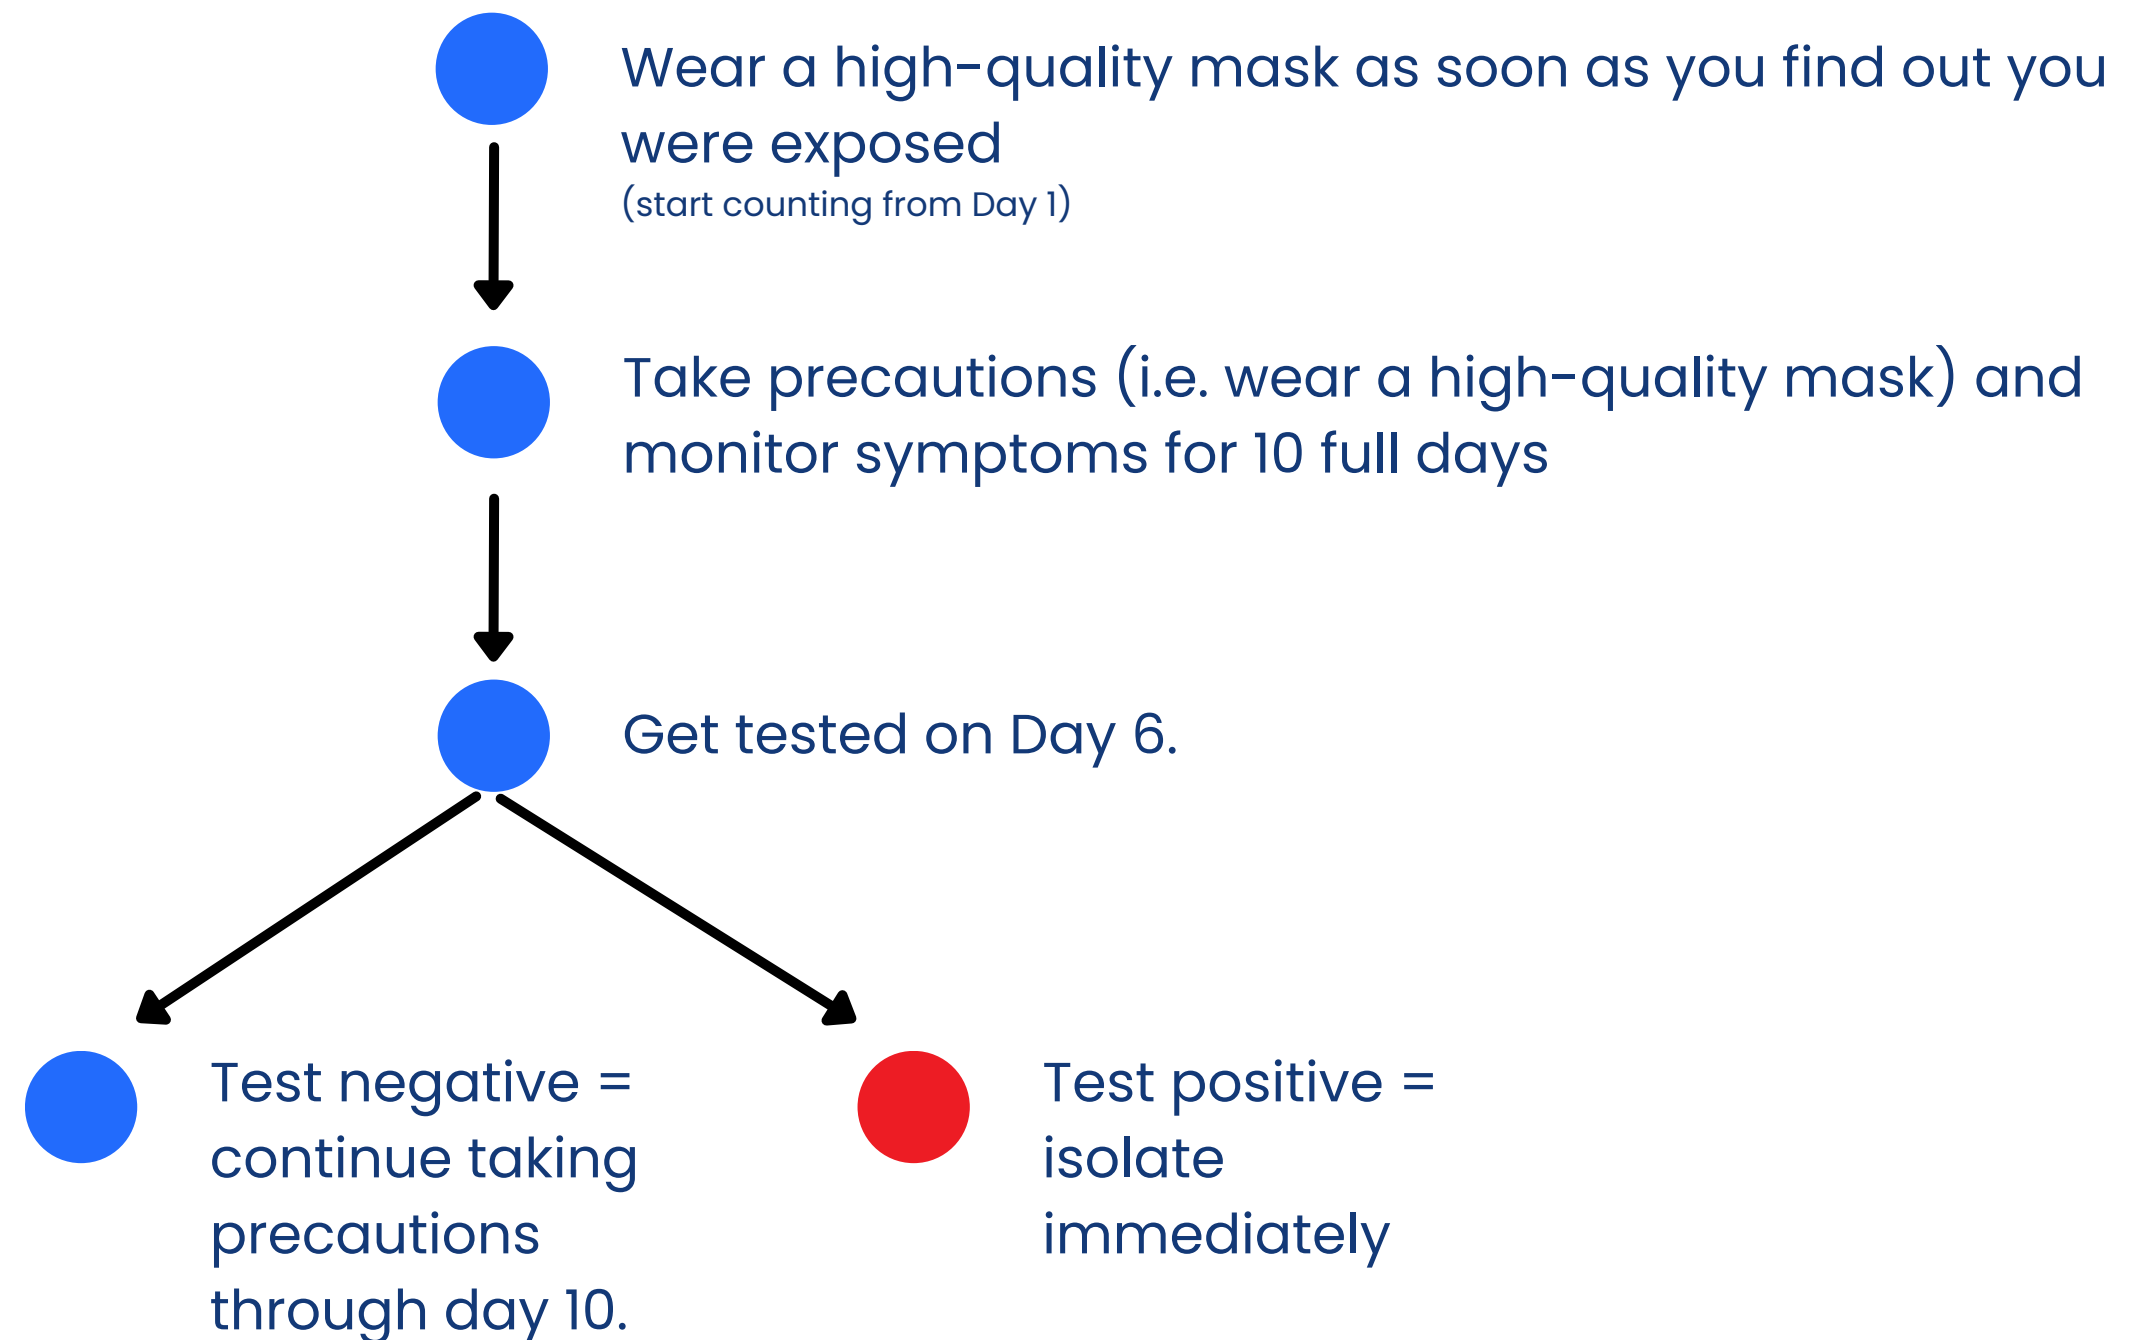 Wear a high-quality mask as soon as you find out you
were exposed
(start counting from Day 1)
Take precautions (i.e. wear a high-quality mask) and
monitor symptoms for 10 full days
Get tested on Day 6.
Test negative =
continue taking
precautions
through day 10.
Test positive =
isolate
immediately